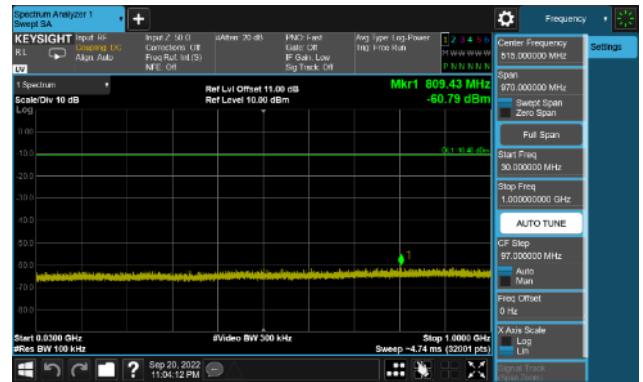 Spectrum Analyzer 1
Swept SA
+
Frequency
KEYSIGHT Input: RF
R L
Coupling: DC
Align: Auto
LV
Input Z: 50 Ω
Corrections: Off
Freq Ref: Int (S)
NFE: Off
#Atten: 20 dB
PNO: Fast
Gate: Off
IF Gain: Low
Sig Track: Off
Avg Type: Log-Power
Trig: Free Run
1 2 3 4 5 6
M W W W W W
P N N N N N
Center Frequency
515.000000 MHz
Settings
1 Spectrum
Scale/Div 10 dB
Ref Lvl Offset 11.00 dB
Ref Level 10.00 dBm
Mkr1 809.43 MHz
-60.79 dBm
Log
0.00
-10.0
-20.0
-30.0
-40.0
-50.0
-60.0
-70.0
-80.0
1
Span
970.000000 MHz
Swept Span
Zero Span
Full Span
Start Freq
30.000000 MHz
Stop Freq
1.000000000 GHz
AUTO TUNE
CF Step
97.000000 MHz
Auto
Man
Freq Offset
0 Hz
X Axis Scale
Log
Lin
Signal Track
(Span Zoom)
Start 0.0300 GHz
#Res BW 100 kHz
#Video BW 300 kHz
Stop 1.0000 GHz
Sweep ~4.74 ms (32001 pts)
?
Sep 20, 2022
11:04:12 PM